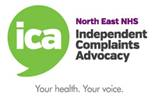 ica
North East NHS
Independent
Complaints
Advocacy
Your health. Your voice.